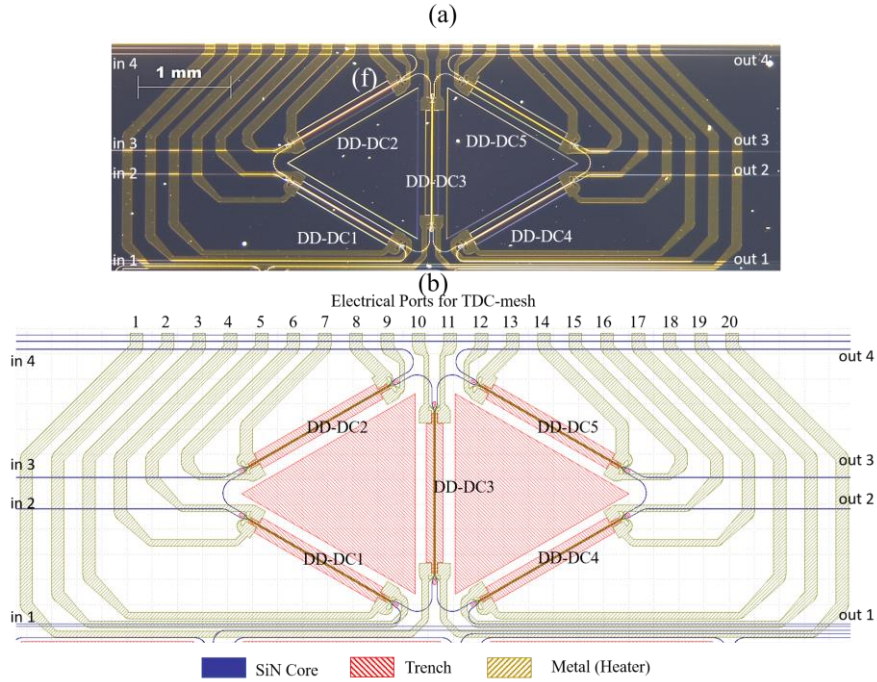 (a)
in 4
1 mm
(f)
out 4
in 3
DD-DC2
DD-DC5
out 3
in 2
DD-DC3
out 2
DD-DC1
DD-DC4
in 1
out 1
(b)
Electrical Ports for TDC-mesh
1 2 3 4 5 6 7 8 9 10 11 12 13 14 15 16 17 18 19 20
in 4
out 4
DD-DC2
DD-DC5
in 3
out 3
DD-DC3
in 2
out 2
DD-DC1
DD-DC4
in 1
out 1
SiN Core
Trench
Metal (Heater)